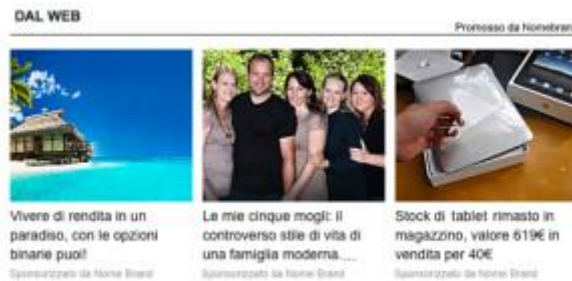 DAL WEB
Promosso da Nomebrand
Vivere di rendita in un
paradiso, con le opzioni
binarie puoi!
Sponsorizzato da Nome Brand
Le mie cinque mogli: il
controverso stile di vita di
una famiglia moderna....
Sponsorizzato da Nome Brand
Stock di tablet rimasto in
magazzino, valore 619€ in
vendita per 40€
Sponsorizzato da Nome Brand